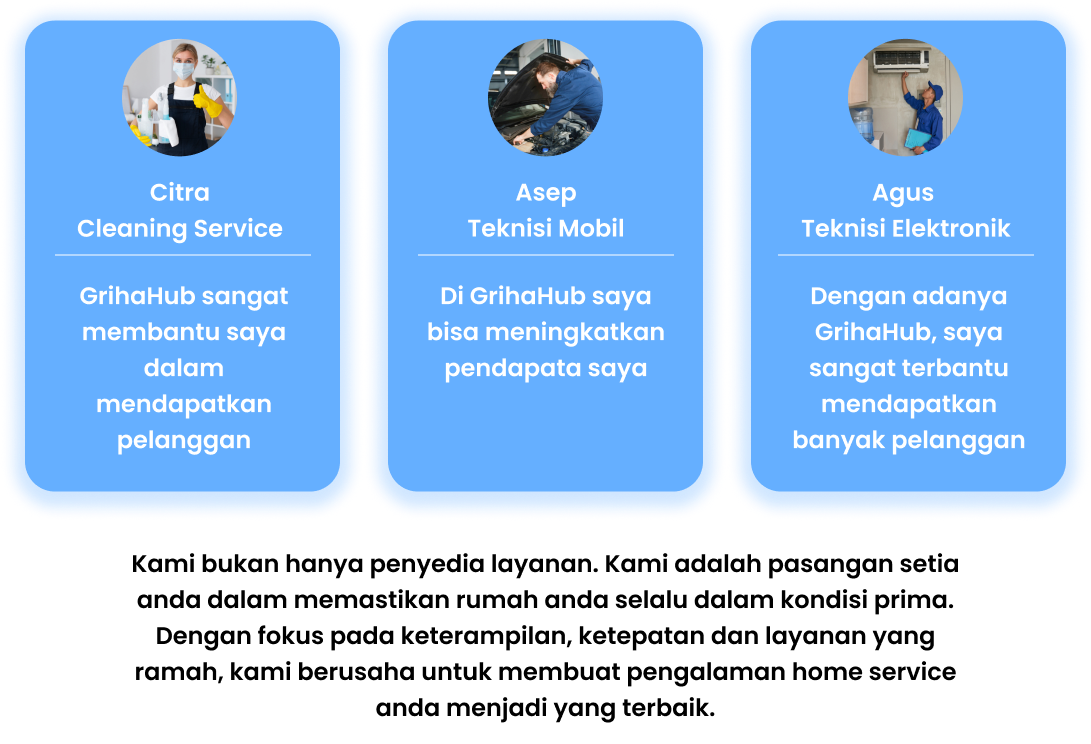 Citra
Cleaning Service
GrihaHub sangat
membantu saya
dalam
mendapatkan
pelanggan
Asep
Teknisi Mobil
Di GrihaHub saya
bisa meningkatkan
pendapata saya
Agus
Teknisi Elektronik
Dengan adanya
GrihaHub, saya
sangat terbantu
mendapatkan
banyak pelanggan
Kami bukan hanya penyedia layanan. Kami adalah pasangan setia
anda dalam memastikan rumah anda selalu dalam kondisi prima.
Dengan fokus pada keterampilan, ketepatan dan layanan yang
ramah, kami berusaha untuk membuat pengalaman home service
anda menjadi yang terbaik.